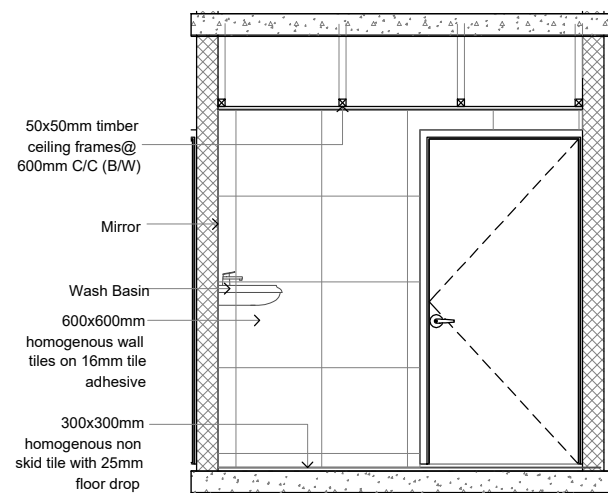 50x50mm timber
ceiling frames@
600mm C/C (B/W)
Mirror
Wash Basin
600x600mm
homogenous wall
tiles on 16mm tile
adhesive
300x300mm
homogenous non
skid tile with 25mm
floor drop